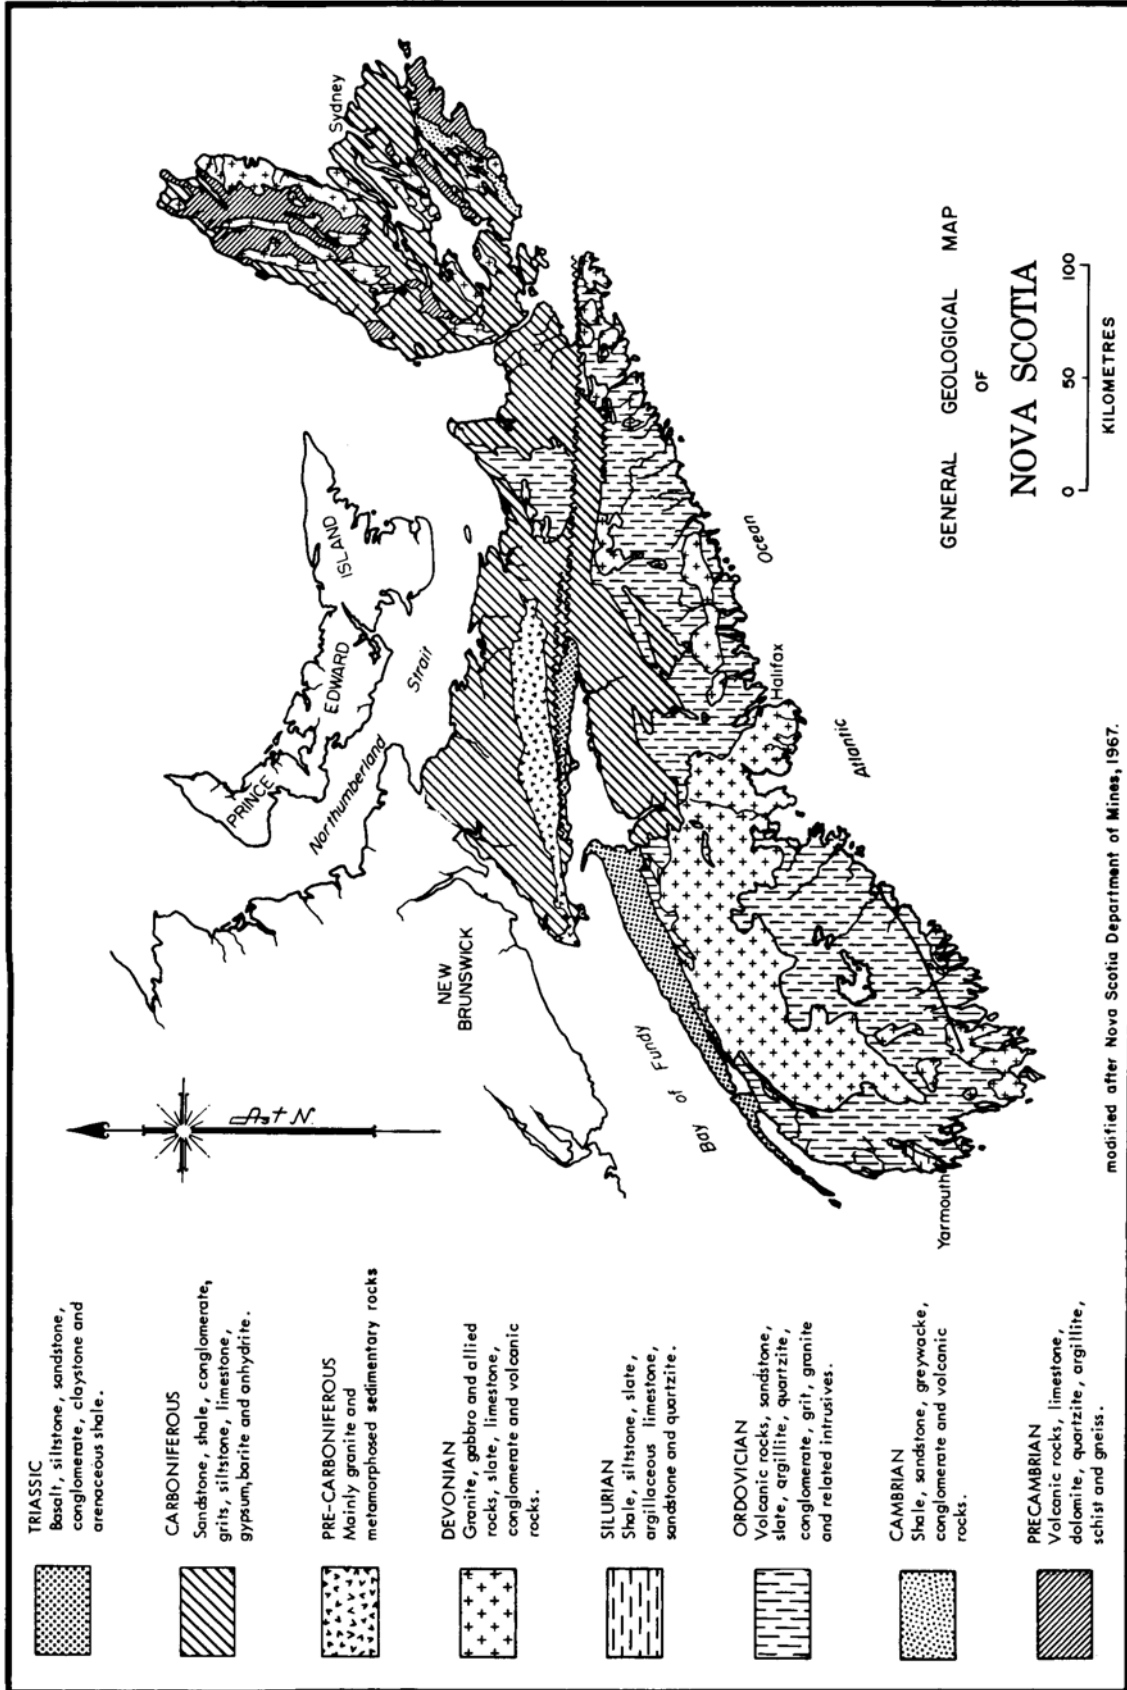 TRIASSIC
Basalt, siltstone, sandstone,
conglomerate, claystone and
arenaceous shale.
CARBONIFEROUS
Sandstone, shale, conglomerate,
grits, siltstone, limestone,
gypsum, barite and anhydrite.
PRE-CARBONIFEROUS
Mainly granite and
metamorphosed sedimentary rocks
DEVONIAN
Granite, gabbro and allied
rocks, slate, limestone,
conglomerate and volcanic
rocks.
SILURIAN
Shale, siltstone, slate,
argillaceous limestone,
sandstone and quartzite.
ORDOVICIAN
Volcanic rocks, sandstone,
slate, argillite, quartzite,
conglomerate, grit, granite
and related intrusives.
CAMBRIAN
Shale, sandstone, greywacke,
conglomerate and volcanic
rocks.
PRECAMBRIAN
Volcanic rocks, limestone,
dolomite, quartzite, argillite,
schist and gneiss.
Ast N.
PRINCE
EDWARD
ISLAND
Northumberland
Strait
NEW
BRUNSWICK
Bay of Fundy
Sydney
Halifax
Yarmouth
Atlantic
Ocean
GENERAL GEOLOGICAL MAP
OF
NOVA SCOTIA
0 50 100
KILOMETRES
modified after Nova Scotia Department of Mines, 1967.